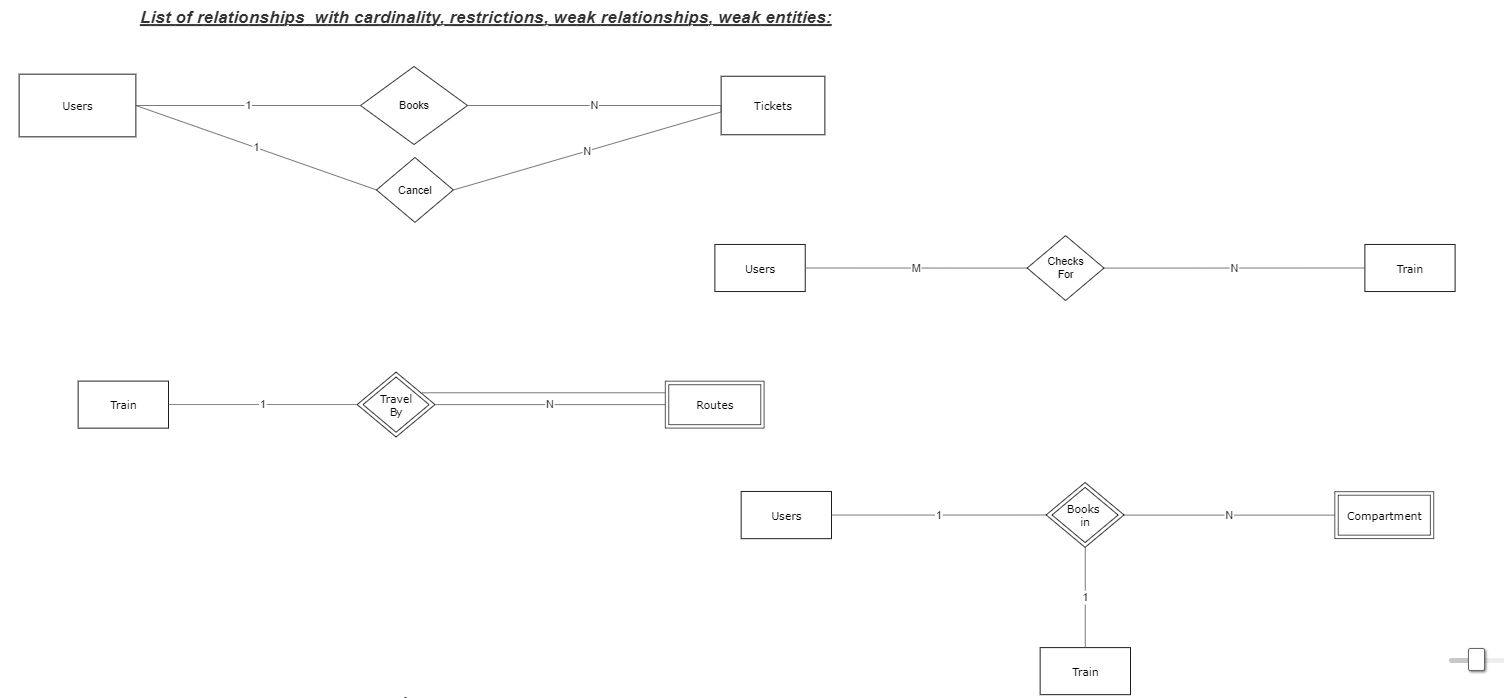 List of relationships with cardinality, restrictions, weak relationships, weak entities:
Users
1
Books
N
Tickets
1
Cancel
N
Users
M
Checks
For
N
Train
Train
1
Travel
By
N
Routes
Users
1
Books
in
N
Compartment
1
Train